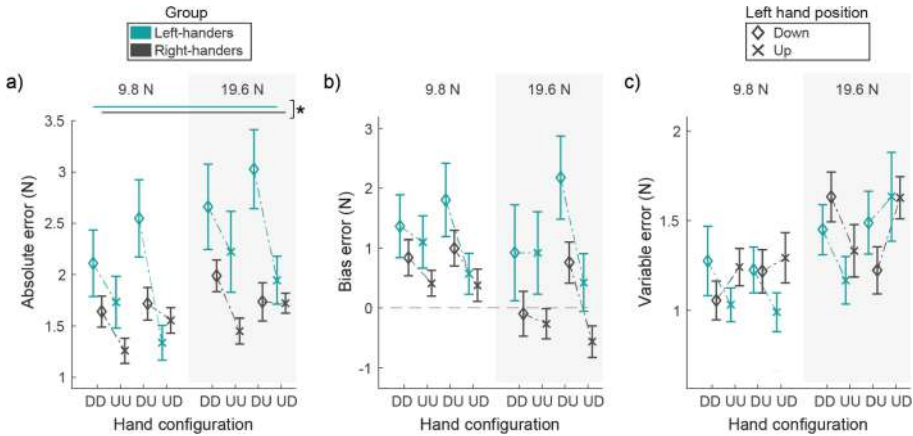 Group
Left-handers
Right-handers
Left hand position
Down
Up
a)
9.8 N
19.6 N
*
Absolute error (N)
3.5
3
2.5
2
1.5
1
DD UU DU UD DD UU DU UD
Hand configuration
b)
9.8 N
19.6 N
Bias error (N)
3
2
1
0
-1
DD UU DU UD DD UU DU UD
Hand configuration
c)
9.8 N
19.6 N
Variable error (N)
2
1.5
1
DD UU DU UD DD UU DU UD
Hand configuration